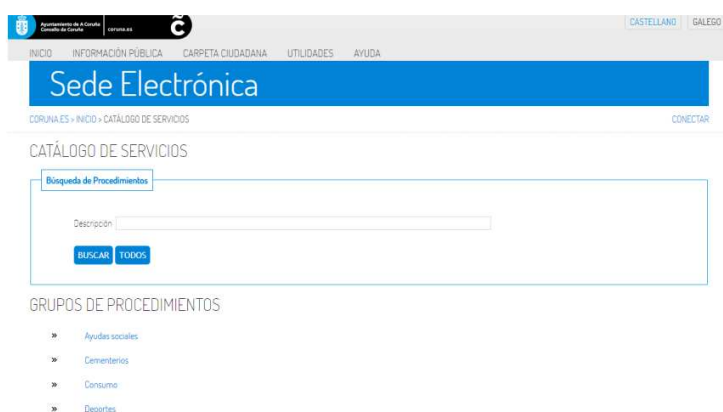 Ayuntamiento de A Coruña
Concello da Coruña
coruna.es
CASTELLANO GALEGO
INICIO INFORMACIÓN PÚBLICA CARPETA CIUDADANA UTILIDADES AYUDA
Sede Electrónica
CORUNA.ES » INICIO » CATÁLOGO DE SERVICIOS CONECTAR
CATÁLOGO DE SERVICIOS
Búsqueda de Procedimientos
Descripción
BUSCAR TODOS
GRUPOS DE PROCEDIMIENTOS
» Ayudas sociales
» Cementerios
» Consumo
» Deportes